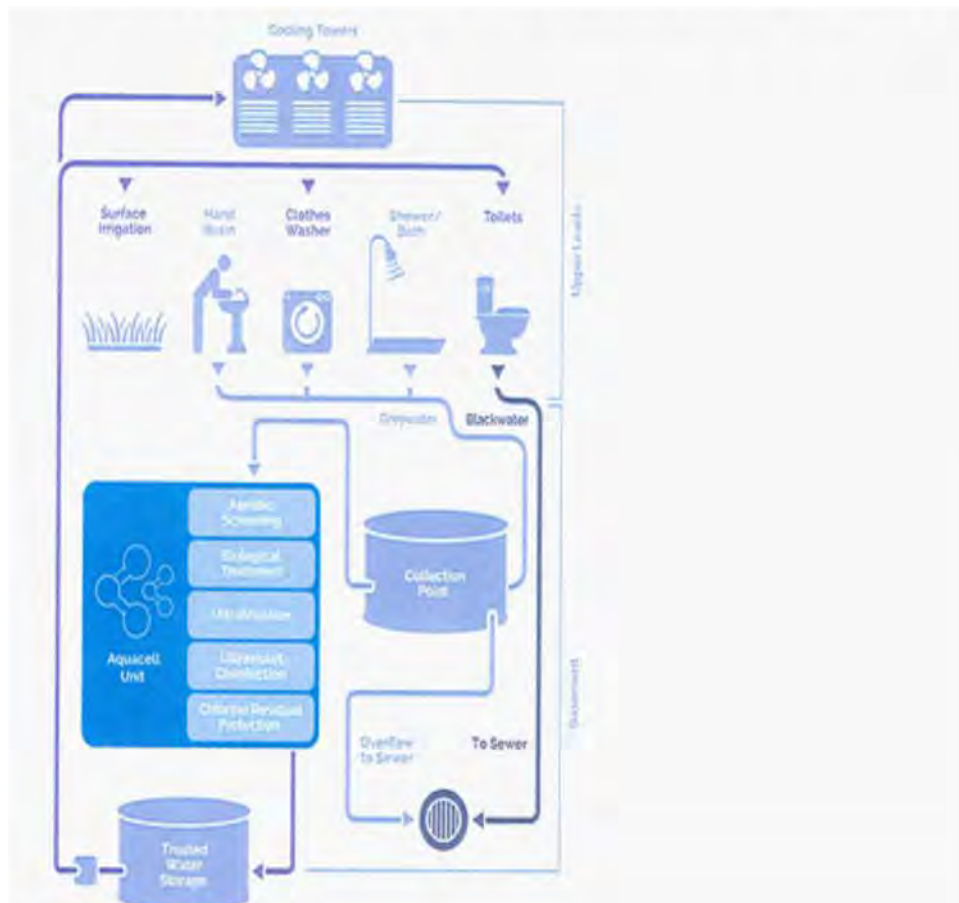 Cooling Towers
Surface
Irrigation
Hand
Basin
Clothes
Washer
Shower/
Bath
Toilets
Upper Levels
Greywater
Blackwater
Aerobic
Screening
Biological
Treatment
Ultrafiltration
Ultraviolet
Disinfection
Chlorine Residual
Protection
Aquacell
Unit
Collection
Point
Basement
Overflow
to Sewer
To Sewer
Treated
Water
Storage